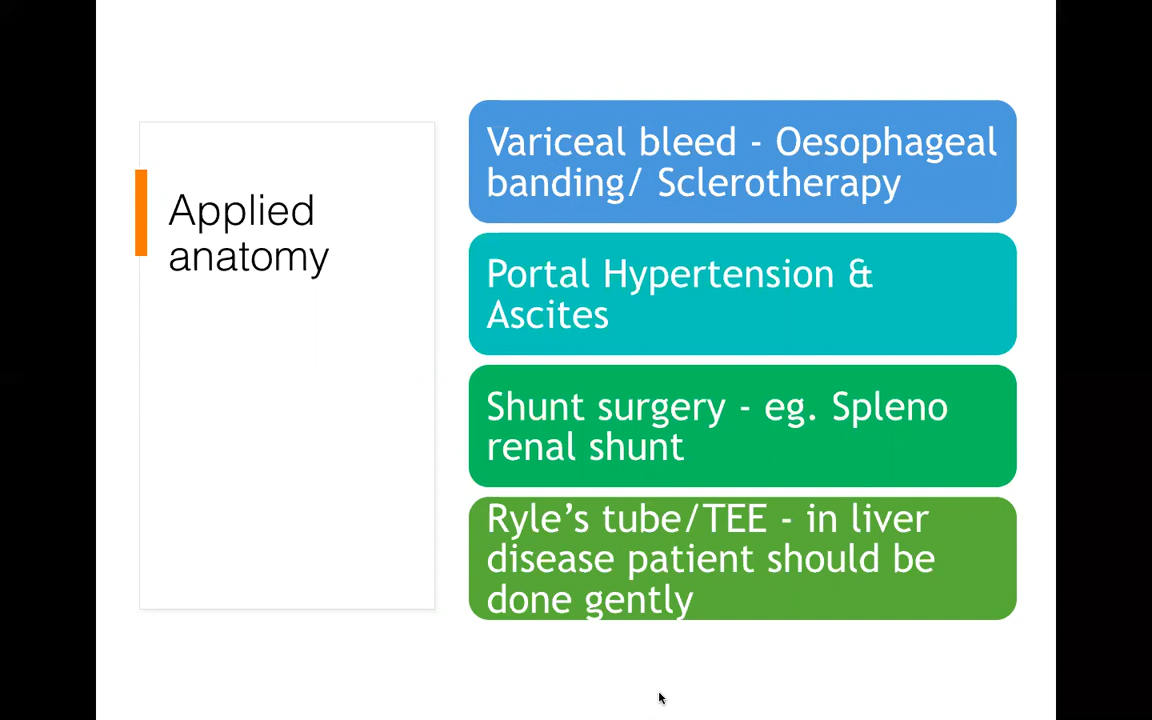 Applied
anatomy
Variceal bleed - Oesophageal
banding/ Sclerotherapy
Portal Hypertension &
Ascites
Shunt surgery - eg. Spleno
renal shunt
Ryle’s tube/TEE - in liver
disease patient should be
done gently